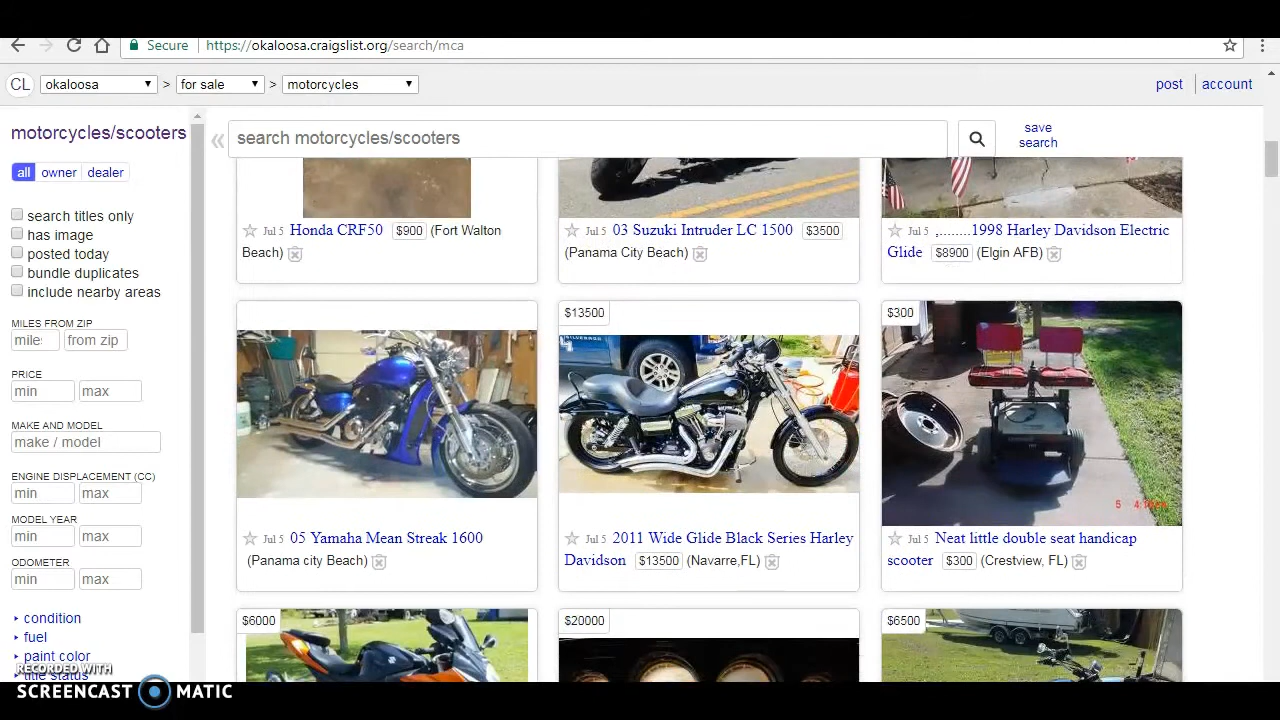 Secure https://okaloosa.craigslist.org/search/mca
CL okaloosa > for sale > motorcycles post account
motorcycles/scooters
all owner dealer
search titles only
has image
posted today
bundle duplicates
include nearby areas
MILES FROM ZIP
mile from zip
PRICE
min max
MAKE AND MODEL
make / model
ENGINE DISPLACEMENT (CC)
min max
MODEL YEAR
min max
ODOMETER
min max
condition
fuel
paint color
title status
RECORDED WITH
SCREENCAST MATIC
« search motorcycles/scooters
save
search
Jul 5 Honda CRF50 $900 (Fort Walton
Beach)
Jul 5 03 Suzuki Intruder LC 1500 $3500
(Panama City Beach)
Jul 5 ,........1998 Harley Davidson Electric
Glide $8900 (Elgin AFB)
Jul 5 05 Yamaha Mean Streak 1600
(Panama city Beach)
$13500
Jul 5 2011 Wide Glide Black Series Harley
Davidson $13500 (Navarre,FL)
$300
Jul 5 Neat little double seat handicap
scooter $300 (Crestview, FL)
$6000
$20000
$6500